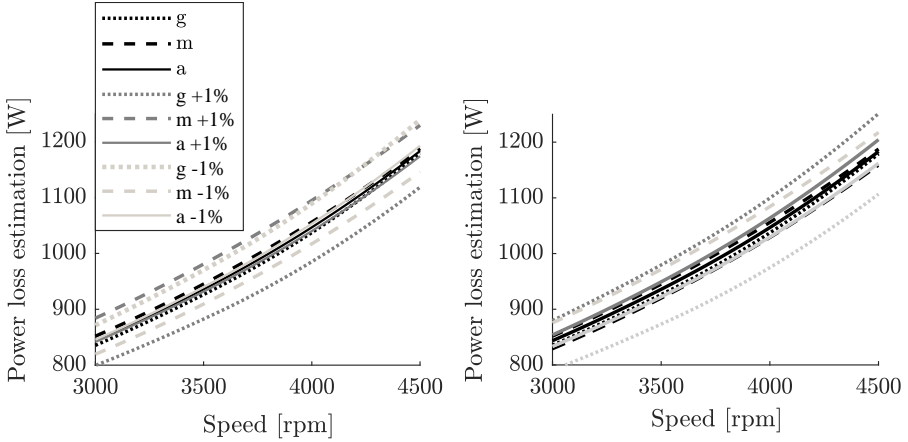 g
m
a
g +1%
m +1%
a +1%
g -1%
m -1%
a -1%
Power loss estimation [W]
1200
1100
1000
900
800
3000
3500
4000
4500
Speed [rpm]
Power loss estimation [W]
1200
1100
1000
900
800
3000
3500
4000
4500
Speed [rpm]